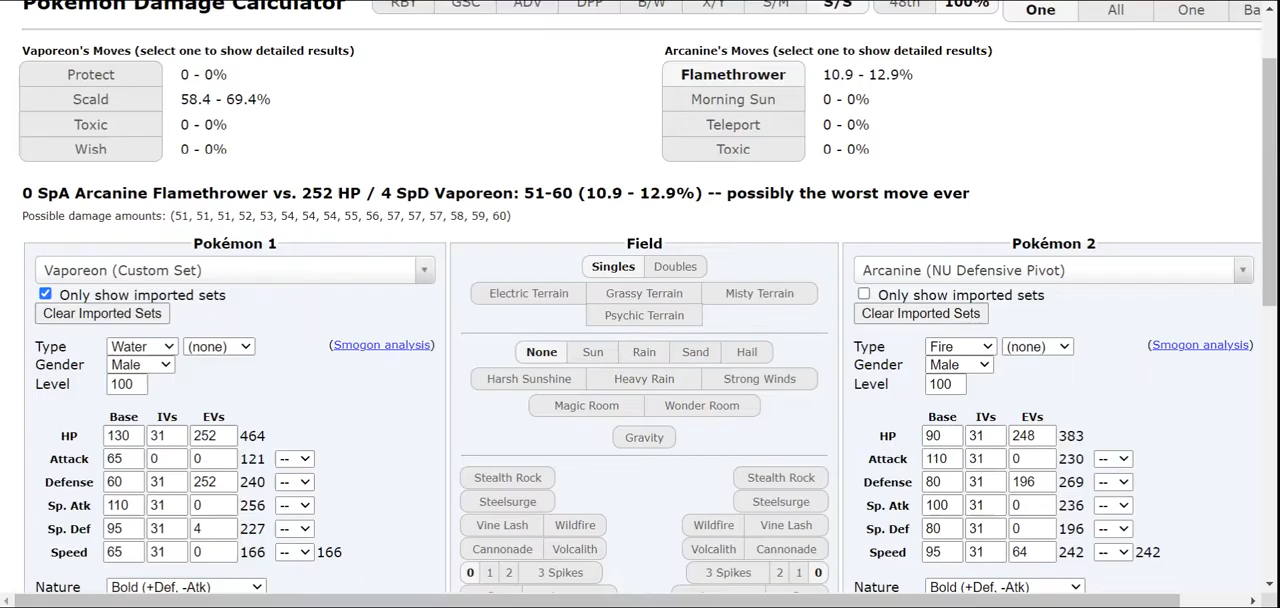 Pokémon Damage Calculator RBY GSC ADV DPP B/W X/Y S/M S/S 48th 100% One All One Ba
Vaporeon's Moves (select one to show detailed results) Arcanine's Moves (select one to show detailed results)
Protect 0 - 0% Flamethrower 10.9 - 12.9%
Scald 58.4 - 69.4% Morning Sun 0 - 0%
Toxic 0 - 0% Teleport 0 - 0%
Wish 0 - 0% Toxic 0 - 0%
0 SpA Arcanine Flamethrower vs. 252 HP / 4 SpD Vaporeon: 51-60 (10.9 - 12.9%) -- possibly the worst move ever
Possible damage amounts: (51, 51, 51, 52, 53, 54, 54, 54, 55, 56, 57, 57, 57, 58, 59, 60)
Pokémon 1
Vaporeon (Custom Set)
Only show imported sets
Clear Imported Sets
Type Water (none) (Smogon analysis)
Gender Male
Level 100
Base IVs EVs
HP 130 31 252 464
Attack 65 0 0 121 --
Defense 60 31 252 240 --
Sp. Atk 110 31 0 256 --
Sp. Def 95 31 4 227 --
Speed 65 31 0 166 -- 166
Nature Bold (+Def, -Atk)
Field
Singles Doubles
Electric Terrain Grassy Terrain Misty Terrain
Psychic Terrain
None Sun Rain Sand Hail
Harsh Sunshine Heavy Rain Strong Winds
Magic Room Wonder Room
Gravity
Stealth Rock Stealth Rock
Steelsurge Steelsurge
Vine Lash Wildfire Wildfire Vine Lash
Cannonade Volcalith Volcalith Cannonade
0 1 2 3 Spikes 3 Spikes 2 1 0
Pokémon 2
Arcanine (NU Defensive Pivot)
Only show imported sets
Clear Imported Sets
Type Fire (none) (Smogon analysis)
Gender Male
Level 100
Base IVs EVs
HP 90 31 248 383
Attack 110 31 0 230 --
Defense 80 31 196 269 --
Sp. Atk 100 31 0 236 --
Sp. Def 80 31 0 196 --
Speed 95 31 64 242 -- 242
Nature Bold (+Def, -Atk)